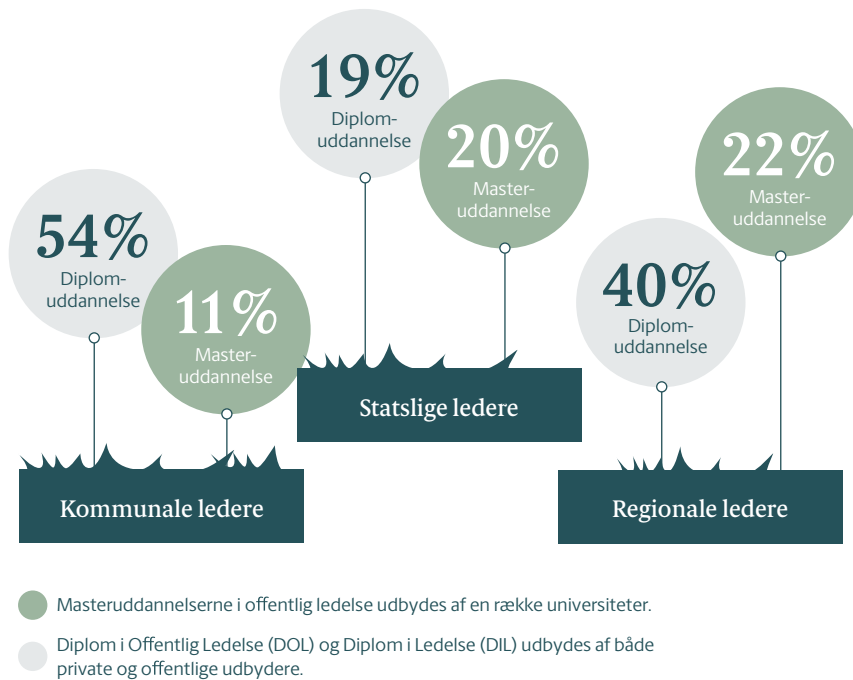 54%
Diplom-
uddannelse
11%
Master-
uddannelse
Kommunale ledere
19%
Diplom-
uddannelse
20%
Master-
uddannelse
Statslige ledere
40%
Diplom-
uddannelse
22%
Master-
uddannelse
Regionale ledere
Masteruddannelserne i offentlig ledelse udbydes af en række universiteter.
Diplom i Offentlig Ledelse (DOL) og Diplom i Ledelse (DIL) udbydes af både
private og offentlige udbydere.